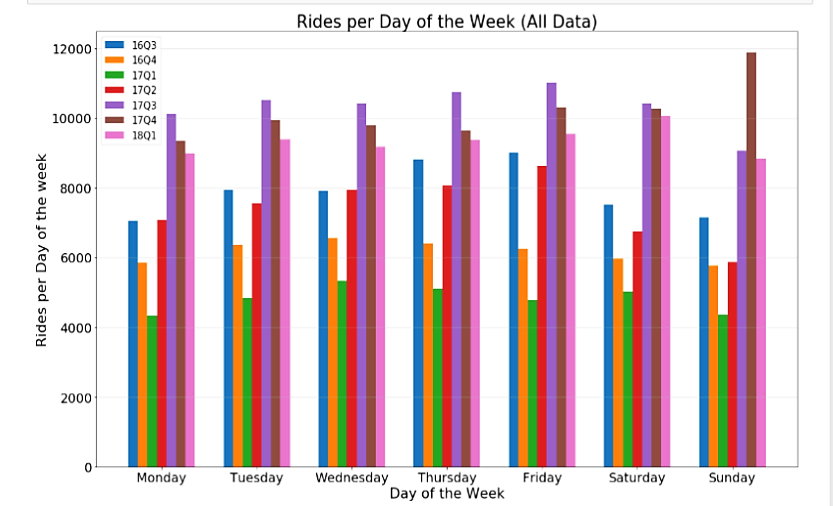 Rides per Day of the Week (All Data)
12000
10000
8000
6000
4000
2000
0
Rides per Day of the week
16Q3
16Q4
17Q1
17Q2
17Q3
17Q4
18Q1
Monday Tuesday Wednesday Thursday Friday Saturday Sunday
Day of the Week